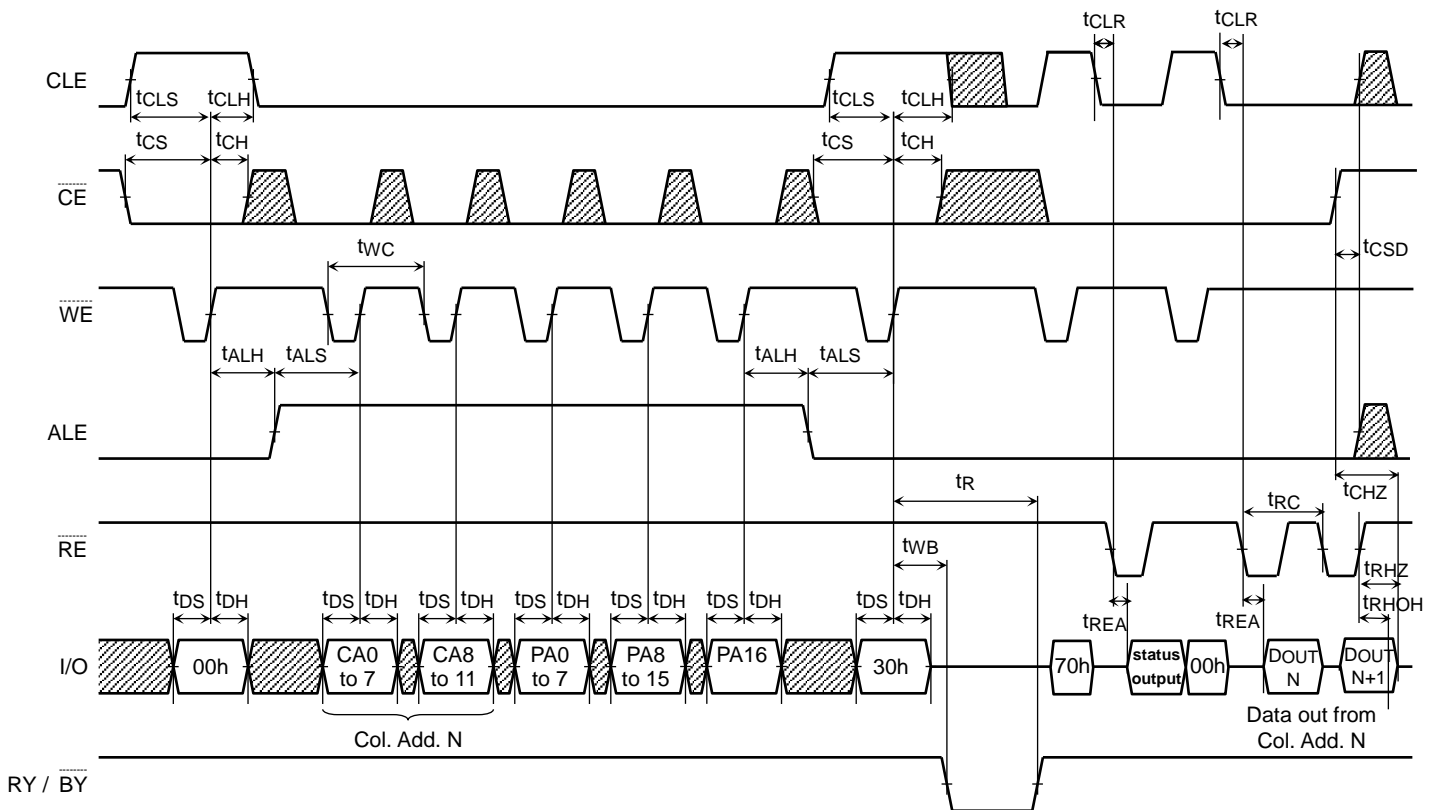 tCLR tCLR
CLE
tCLS tCLH tCLS tCLH
tCS tCH tCS tCH
CE
tWC tCSD
WE
tALH tALS tALH tALS
ALE
tR tCHZ
tRC
RE
tWB
tRHZ
tDS tDH tDS tDH tDS tDH tDS tDH tDS tDH tDS tDH tDS tDH tRHOH
tREA tREA
I/O 00h CA0 to 7 CA8 to 11 PA0 to 7 PA8 to 15 PA16 30h 70h status output 00h DOUT N DOUT N+1
Col. Add. N
Data out from
Col. Add. N
RY / BY